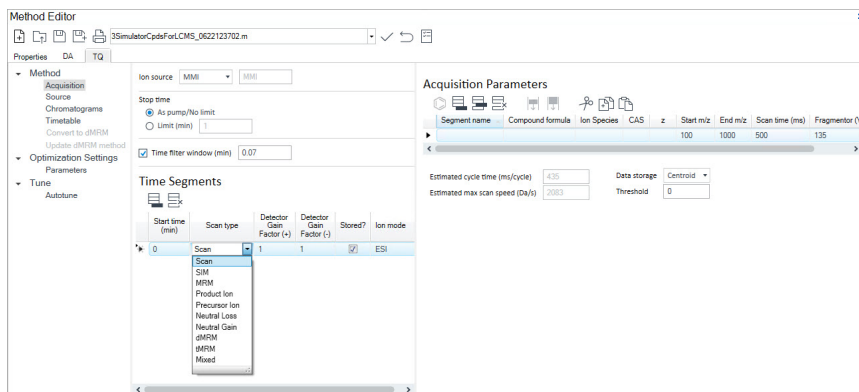 Method Editor
3SimulatorCpdsForLCMS_0622123702.m
Properties DA TQ
Method
Acquisition
Source
Chromatograms
Timetable
Convert to dMRM
Update dMRM method
Optimization Settings
Parameters
Tune
Autotune
Ion source MMI MMI
Stop time
As pump/No limit
Limit (min) 1
Time filter window (min) 0.07
Time Segments
Start time (min) Scan type Detector Gain Factor (+) Detector Gain Factor (-) Stored? Ion mode
0 Scan 1 1 ESI
Scan
SIM
MRM
Product Ion
Precursor Ion
Neutral Loss
Neutral Gain
dMRM
tMRM
Mixed
Acquisition Parameters
Segment name Compound formula Ion Species CAS z Start m/z End m/z Scan time (ms) Fragmentor (V
100 1000 500 135
Estimated cycle time (ms/cycle) 435 Data storage Centroid
Estimated max scan speed (Da/s) 2083 Threshold 0